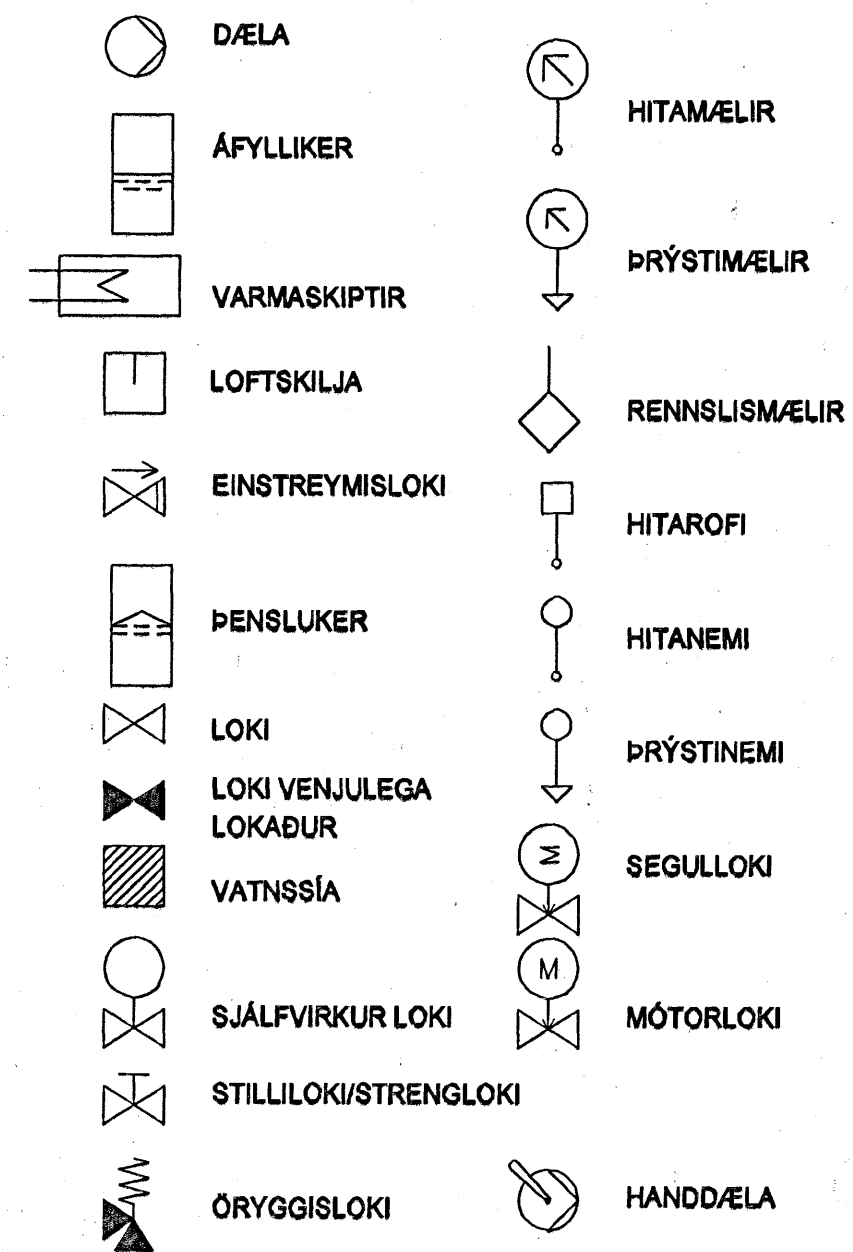 DÆLA
ÁFYLLIKER
VARMASKIPTIR
LOFTSKILJA
EINSTREYMISLOKI
ÞENSLUKER
LOKI
LOKI VENJULEGA
LOKAÐUR
VATNSSÍA
SJÁLFVIRKUR LOKI
STILLILOKI/STRENGLOKI
ÖRYGGISLOKI
HITAMÆLIR
ÞRÝSTIMÆLIR
RENNSLISMÆLIR
HITAROFI
HITANEMI
ÞRÝSTINEMI
M
SEGULLOKI
M
MÓTORLOKI
HANDDÆLA